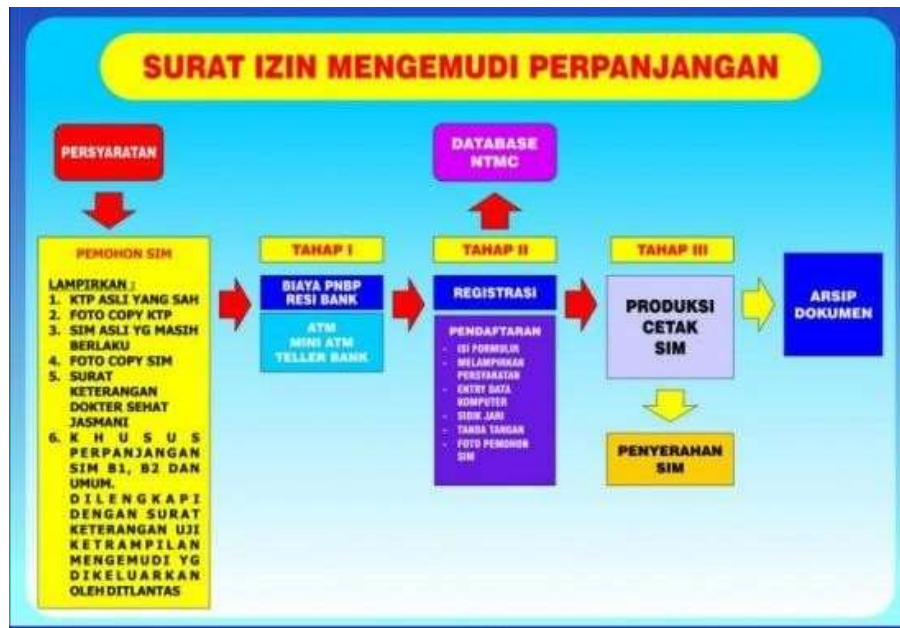 SURAT IZIN MENGEMUDI PERPANJANGAN
PERSYARATAN
DATABASE
NTMC
PEMOHON SIM
LAMPIRKAN :
1. KTP ASLI YANG SAH
2. FOTO COPY KTP
3. SIM ASLI YG MASIH
BERLAKU
4. FOTO COPY SIM
5. SURAT
KETERANGAN
DOKTER SEHAT
JASMANI
6. KHUSUS
PERPANJANGAN
SIM B1, B2 DAN
UMUM.
DILENGKAPI
DENGAN SURAT
KETERANGAN UJI
KETRAMPILAN
MENGEMUDI YG
DIKELUARKAN
OLEH DITLANTAS
TAHAP I
BIAYA PNBP
RESI BANK
ATM
MINI ATM
TELLER BANK
TAHAP II
REGISTRASI
PENDAFTARAN
- ISI FORMULIR
- MELAMPIRKAN
PERSYARATAN
- ENTRY DATA
KOMPUTER
- SIDIK JARI
- TANDA TANGAN
- FOTO PEMOHON
SIM
TAHAP III
PRODUKSI
CETAK
SIM
PENYERAHAN
SIM
ARSIP
DOKUMEN